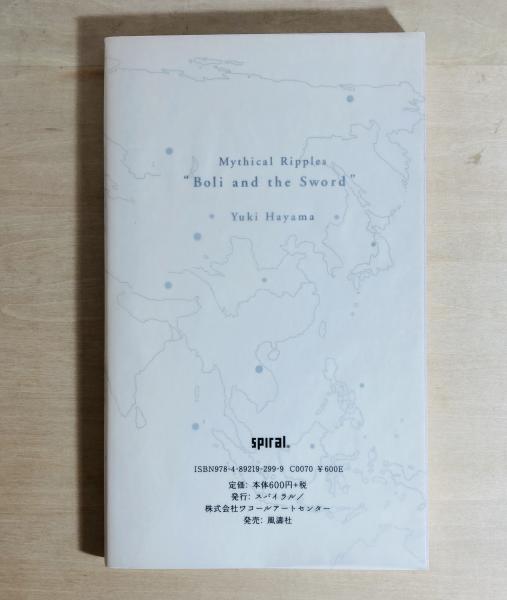 Mythical Ripples
"Boli and the Sword"
Yuki Hayama
spiral™
ISBN978-4-89219-299-9 C0070 ¥600E
定価: 本体600円+税
発行: スパイラル／
株式会社ワコールアートセンター
発売: 風濤社